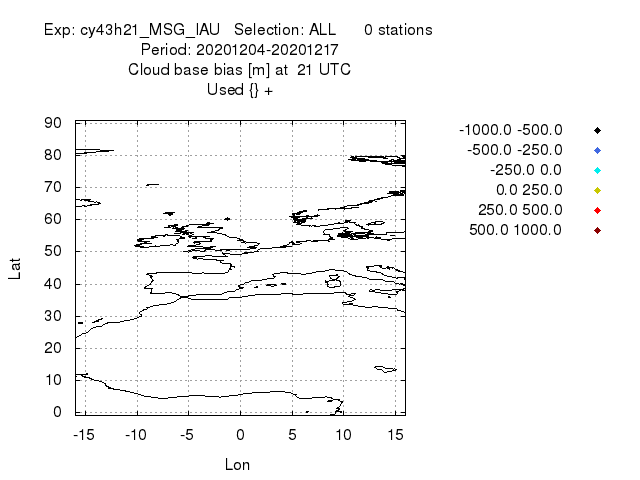 Exp: cy43h21_MSG_IAU Selection: ALL 0 stations
Period: 20201204-20201217
Cloud base bias [m] at 21 UTC
Used {} +
90
80
70
60
50
40
30
20
10
0
Lat
-15 -10 -5 0 5 10 15
Lon
-1000.0 -500.0
-500.0 -250.0
-250.0 0.0
0.0 250.0
250.0 500.0
500.0 1000.0